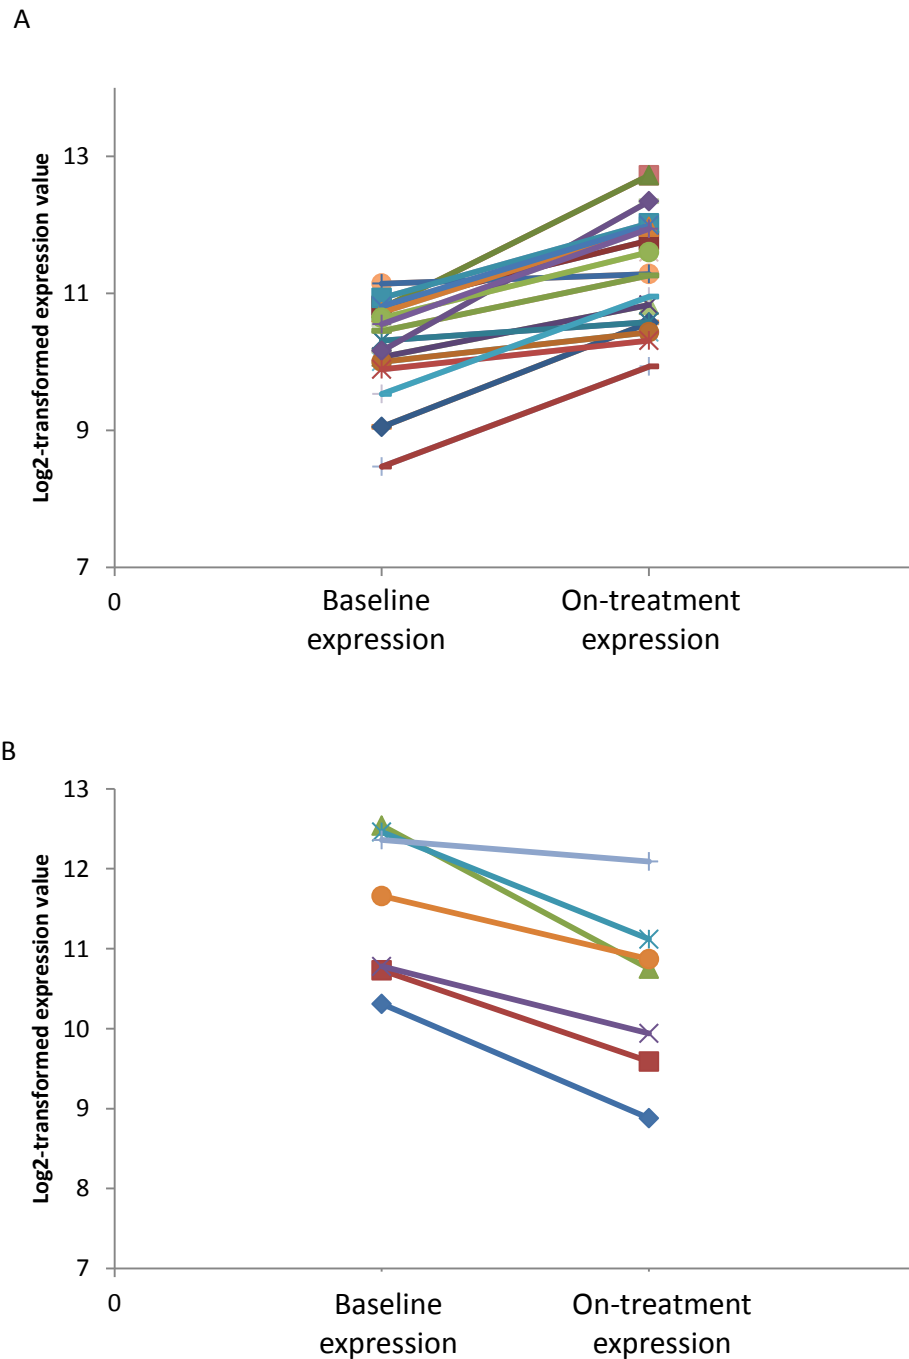 A
Log2-transformed expression value
13
11
9
7
0
Baseline
expression
On-treatment
expression
B
Log2-transformed expression value
13
12
11
10
9
8
7
0
Baseline
expression
On-treatment
expression